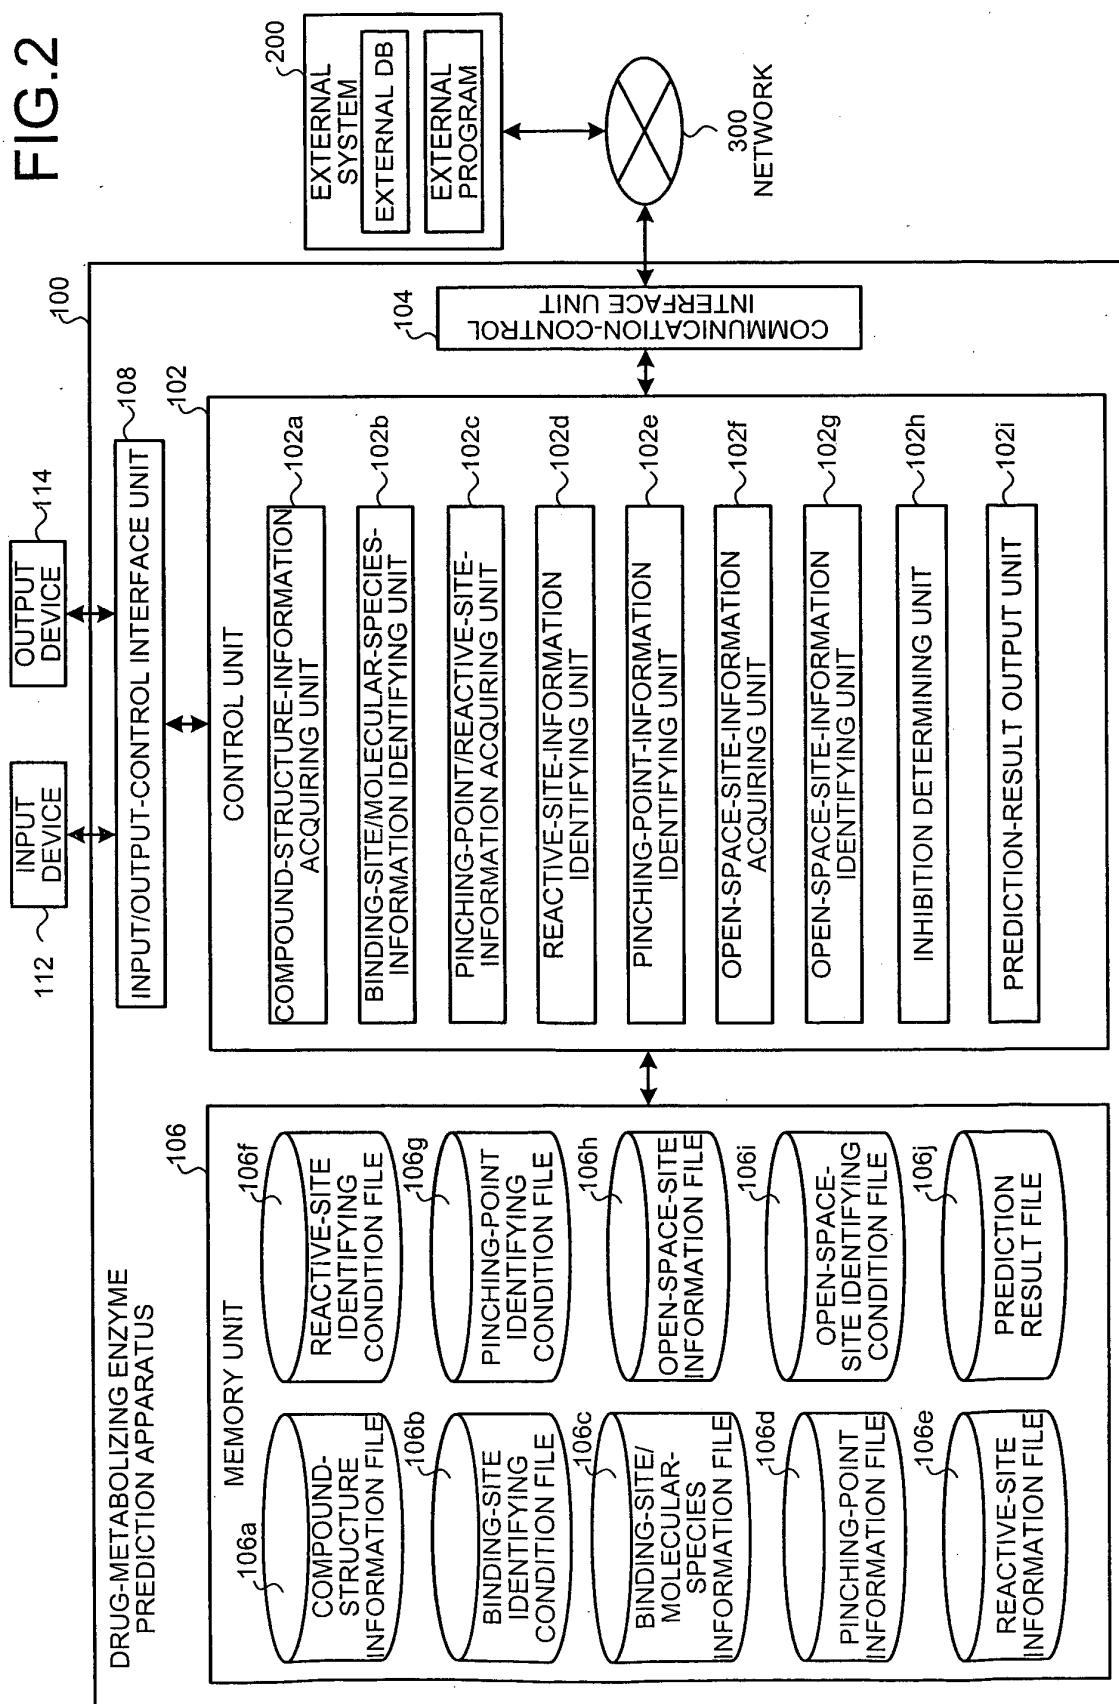 FIG.2
100
DRUG-METABOLIZING ENZYME
PREDICTION APPARATUS
112
INPUT
DEVICE
OUTPUT
DEVICE
114
INPUT/OUTPUT-CONTROL INTERFACE UNIT
108
106
MEMORY UNIT
106a
COMPOUND-
STRUCTURE
INFORMATION FILE
106b
BINDING-SITE
IDENTIFYING
CONDITION FILE
106c
BINDING-SITE/
MOLECULAR-
SPECIES
INFORMATION FILE
106d
PINCHING-POINT
INFORMATION FILE
106e
REACTIVE-SITE
INFORMATION FILE
106f
REACTIVE-SITE
IDENTIFYING
CONDITION FILE
106g
PINCHING-POINT
IDENTIFYING
CONDITION FILE
106h
OPEN-SPACE-SITE
INFORMATION FILE
106i
OPEN-SPACE-
SITE IDENTIFYING
CONDITION FILE
106j
PREDICTION
RESULT FILE
102
CONTROL UNIT
COMPOUND-STRUCTURE-INFORMATION
ACQUIRING UNIT
102a
BINDING-SITE/MOLECULAR-SPECIES-
INFORMATION IDENTIFYING UNIT
102b
PINCHING-POINT/REACTIVE-SITE-
INFORMATION ACQUIRING UNIT
102c
REACTIVE-SITE-INFORMATION
IDENTIFYING UNIT
102d
PINCHING-POINT-INFORMATION
IDENTIFYING UNIT
102e
OPEN-SPACE-SITE-INFORMATION
ACQUIRING UNIT
102f
OPEN-SPACE-SITE-INFORMATION
IDENTIFYING UNIT
102g
INHIBITION DETERMINING UNIT
102h
PREDICTION-RESULT OUTPUT UNIT
102i
104
COMMUNICATION-CONTROL
INTERFACE UNIT
200
EXTERNAL
SYSTEM
EXTERNAL DB
EXTERNAL
PROGRAM
300
NETWORK